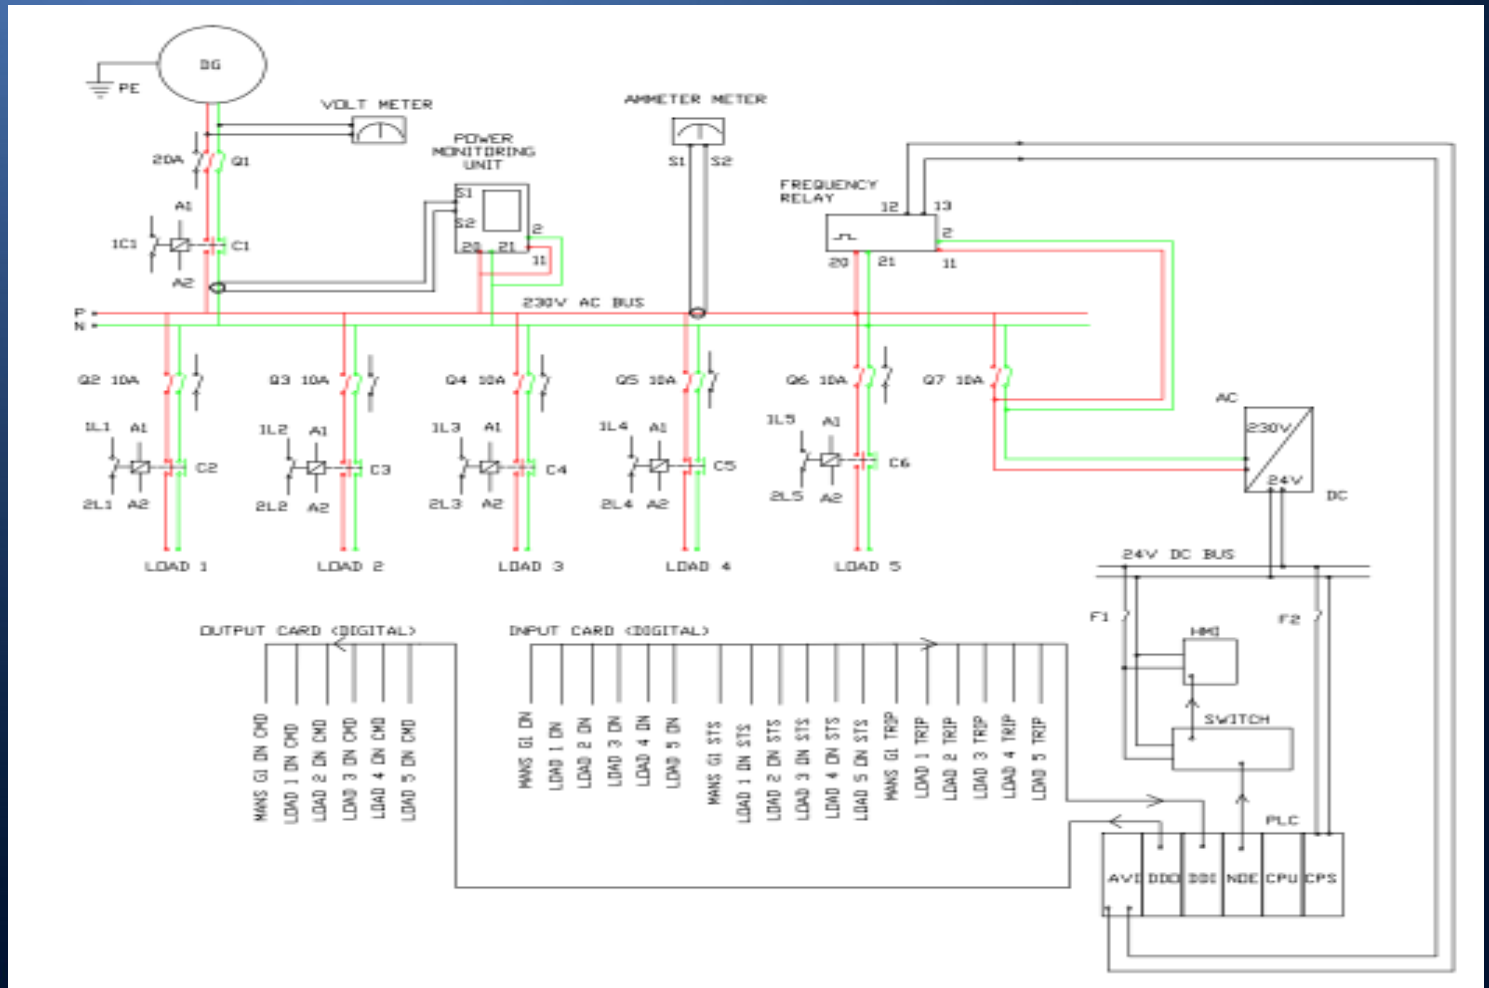 DG
PE
VOLT METER
AMMETER METER
POWER
MONITORING
UNIT
20A Q1
S1 S2
S1
S2
FREQUENCY
RELAY
12 13
A1
1C1 C1
A2
20 21
2
11
2
11
20 21
230V AC BUS
P
N
Q2 10A
Q3 10A
Q4 10A
Q5 10A
Q6 10A
Q7 10A
AC
230V
24V
DC
1L1 A1
C2
2L1 A2
1L2 A1
C3
2L2 A2
1L3 A1
C4
2L3 A2
1L4 A1
C5
2L4 A2
1L5 A1
C6
2L5 A2
LOAD 1
LOAD 2
LOAD 3
LOAD 4
LOAD 5
24V DC BUS
F1
F2
HMI
SWITCH
PLC
OUTPUT CARD (DIGITAL)
INPUT CARD (DIGITAL)
MANS G1 ON CMD
LOAD 1 ON CMD
LOAD 2 ON CMD
LOAD 3 ON CMD
LOAD 4 ON CMD
LOAD 5 ON CMD
MANS G1 ON
LOAD 1 ON
LOAD 2 ON
LOAD 3 ON
LOAD 4 ON
LOAD 5 ON
MANS G1 STS
LOAD 1 ON STS
LOAD 2 ON STS
LOAD 3 ON STS
LOAD 4 ON STS
LOAD 5 ON STS
MANS G1 TRIP
LOAD 1 TRIP
LOAD 2 TRIP
LOAD 3 TRIP
LOAD 4 TRIP
LOAD 5 TRIP
AVI DDO DDI NOE CPU CPS